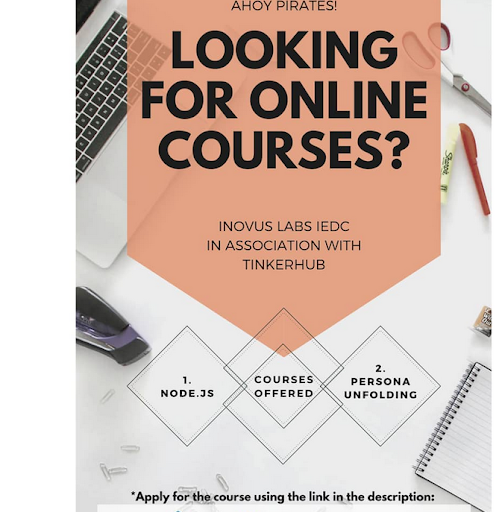 AHOY PIRATES!
LOOKING
FOR ONLINE
COURSES?
INOVUS LABS IEDC
IN ASSOCIATION WITH
TINKERHUB
1.
NODE.JS
COURSES
OFFERED
2.
PERSONA
UNFOLDING
*Apply for the course using the link in the description: